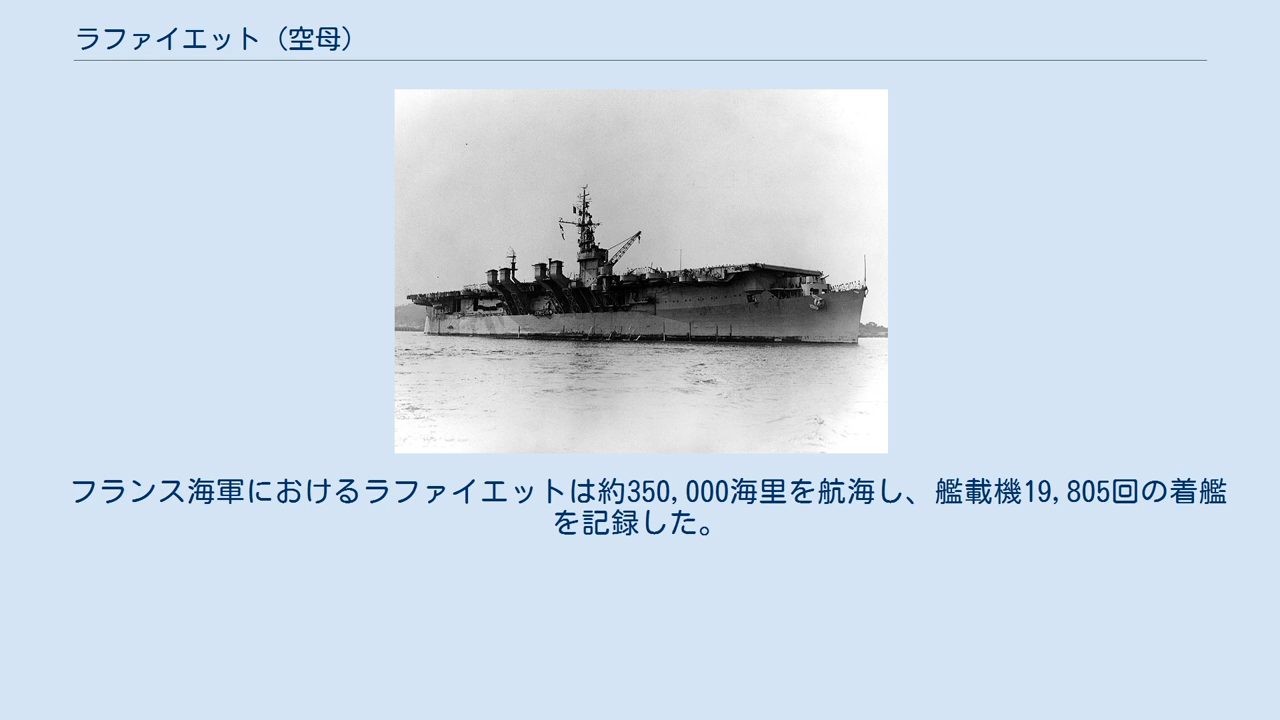 ラファイエット（空母）
フランス海軍におけるラファイエットは約350,000海里を航海し、艦載機19,805回の着艦
を記録した。